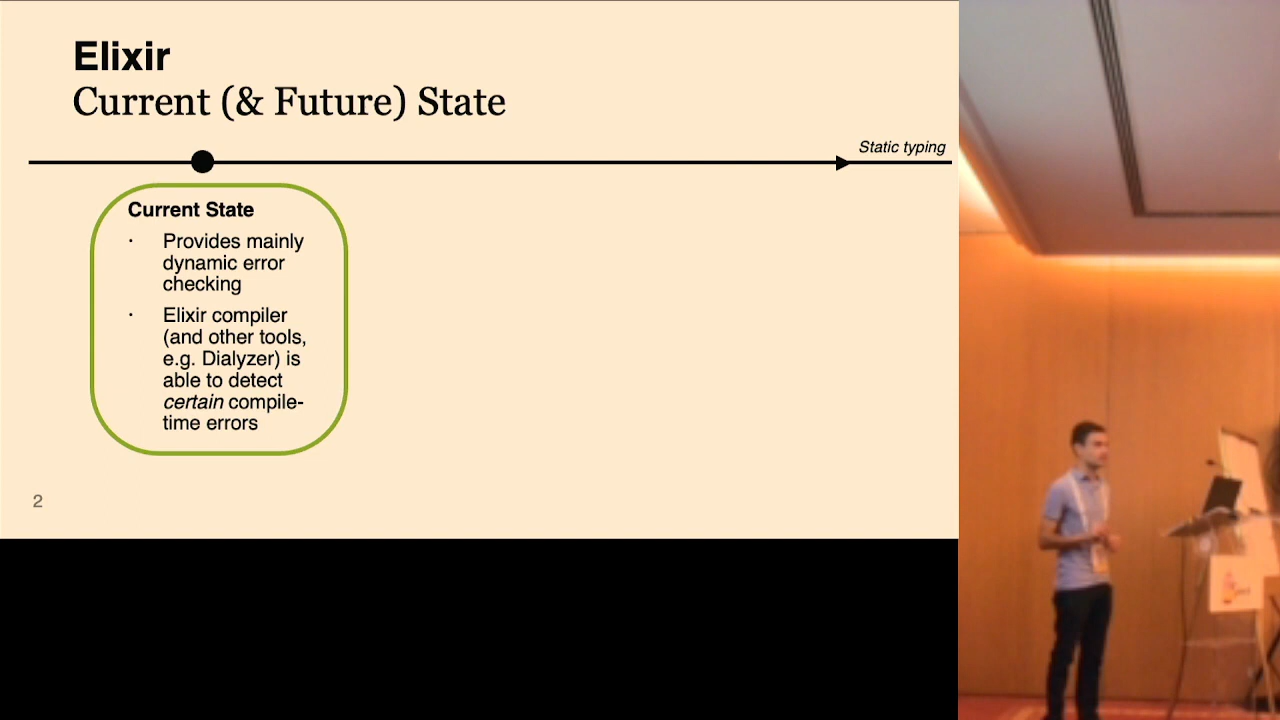 Elixir
Current (& Future) State
Static typing
Current State
· Provides mainly
dynamic error
checking
· Elixir compiler
(and other tools,
e.g. Dialyzer) is
able to detect
certain compile-
time errors
2